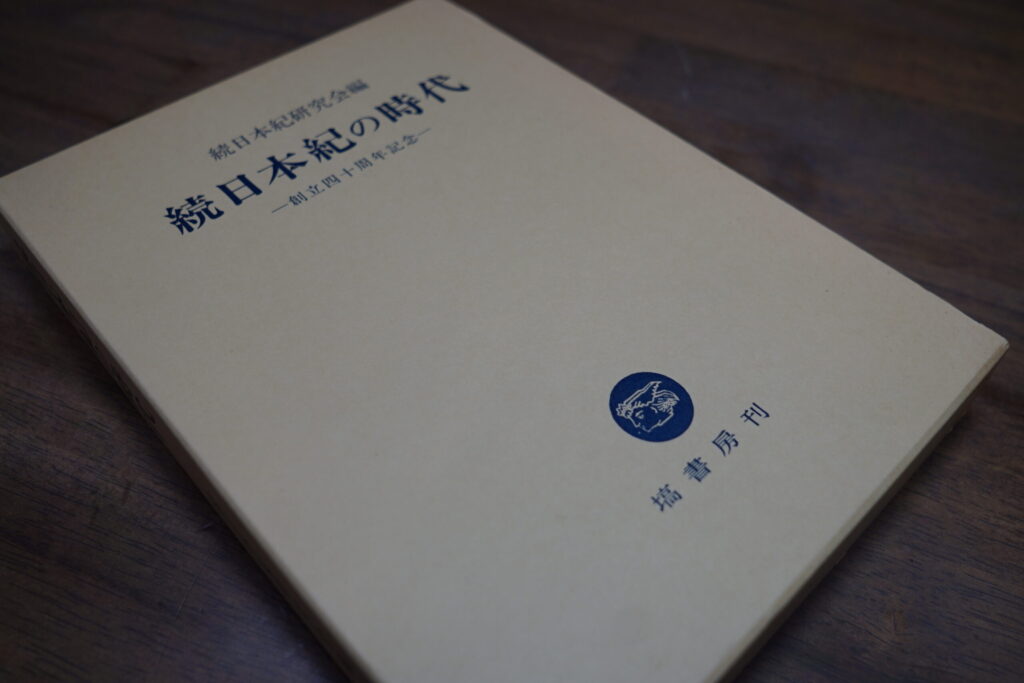 続日本紀研究会編
続日本紀の時代
―創立四十周年記念―
塙書房刊